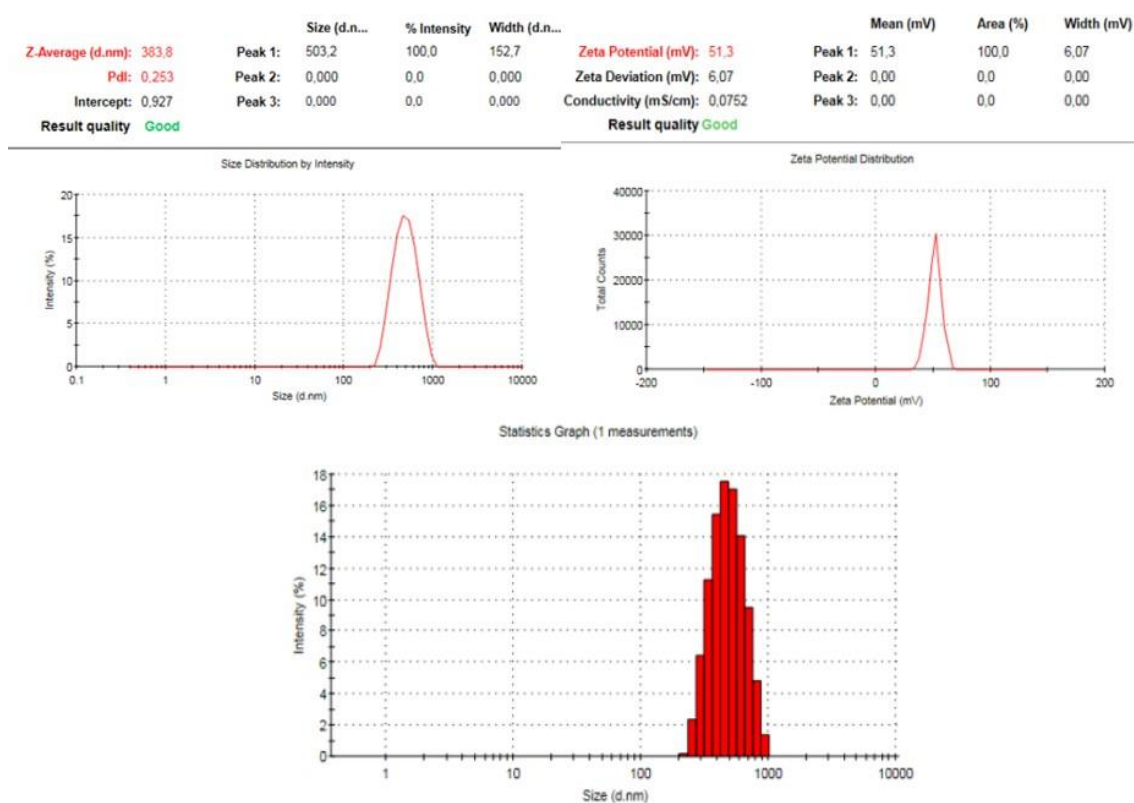 Size (d.n... % Intensity Width (d.n...
Z-Average (d.nm): 383,8 Peak 1: 503,2 100,0 152,7
PdI: 0,253 Peak 2: 0,000 0,0 0,000
Intercept: 0,927 Peak 3: 0,000 0,0 0,000
Result quality Good
Mean (mV) Area (%) Width (mV)
Zeta Potential (mV): 51,3 Peak 1: 51,3 100,0 6,07
Zeta Deviation (mV): 6,07 Peak 2: 0,00 0,0 0,00
Conductivity (mS/cm): 0,0752 Peak 3: 0,00 0,0 0,00
Result quality Good
Size Distribution by Intensity
Intensity (%)
20
15
10
5
0
0.1 1 10 100 1000 10000
Size (d.nm)
Zeta Potential Distribution
Total Counts
40000
30000
20000
10000
0
-200 -100 0 100 200
Zeta Potential (mV)
Statistics Graph (1 measurements)
Intensity (%)
18
16
14
12
10
8
6
4
2
0
1 10 100 1000 10000
Size (d.nm)